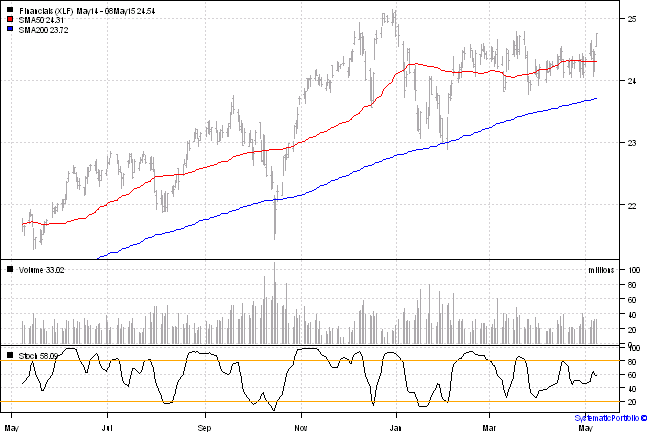 Financials (XLF) May14 - 08May15 24.54
SMA50 24.31
SMA200 23.72
25
24
23
22
Volume 33.02
millions
100
80
60
40
20
0
Stoch 58.09
100
80
60
40
20
May
Jul
Sep
Nov
Jan
Mar
May
SystematicPortfolio ©